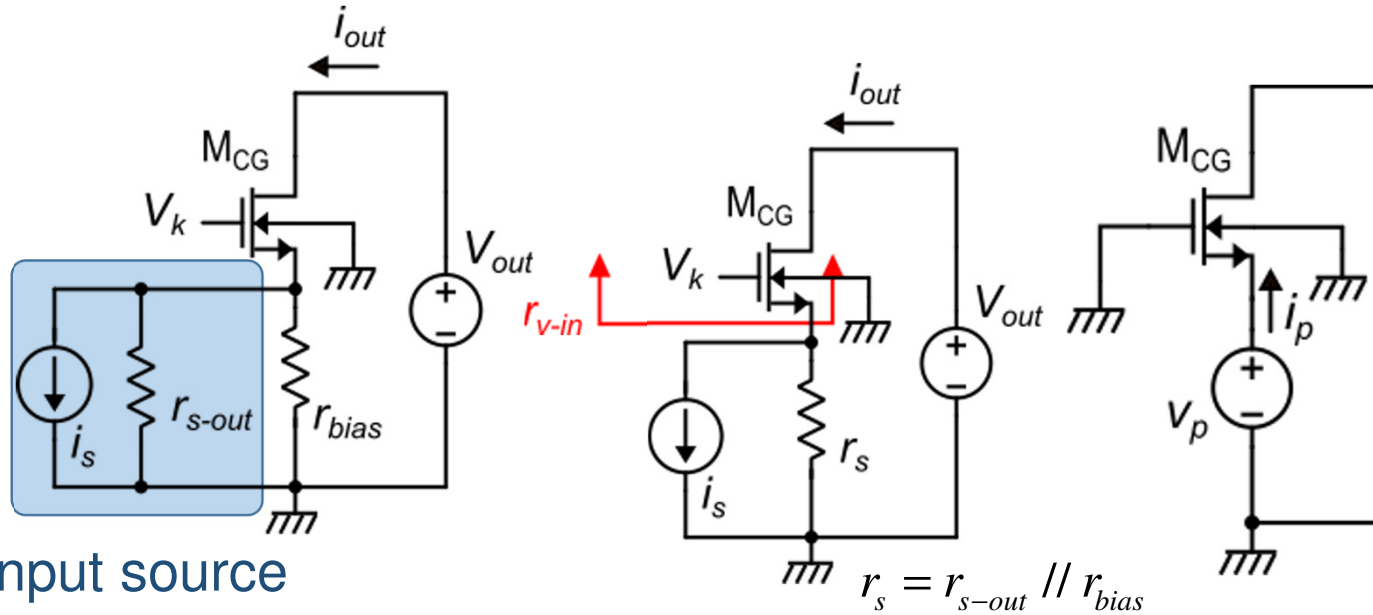 i_out
M_CG
V_k
V_out
r_s-out
r_bias
i_s
+
−
nput source
i_out
M_CG
V_k
r_v-in
V_out
+
−
r_s
i_s
r_s = r_s−out // r_bias
M_CG
i_p
+
v_p
−